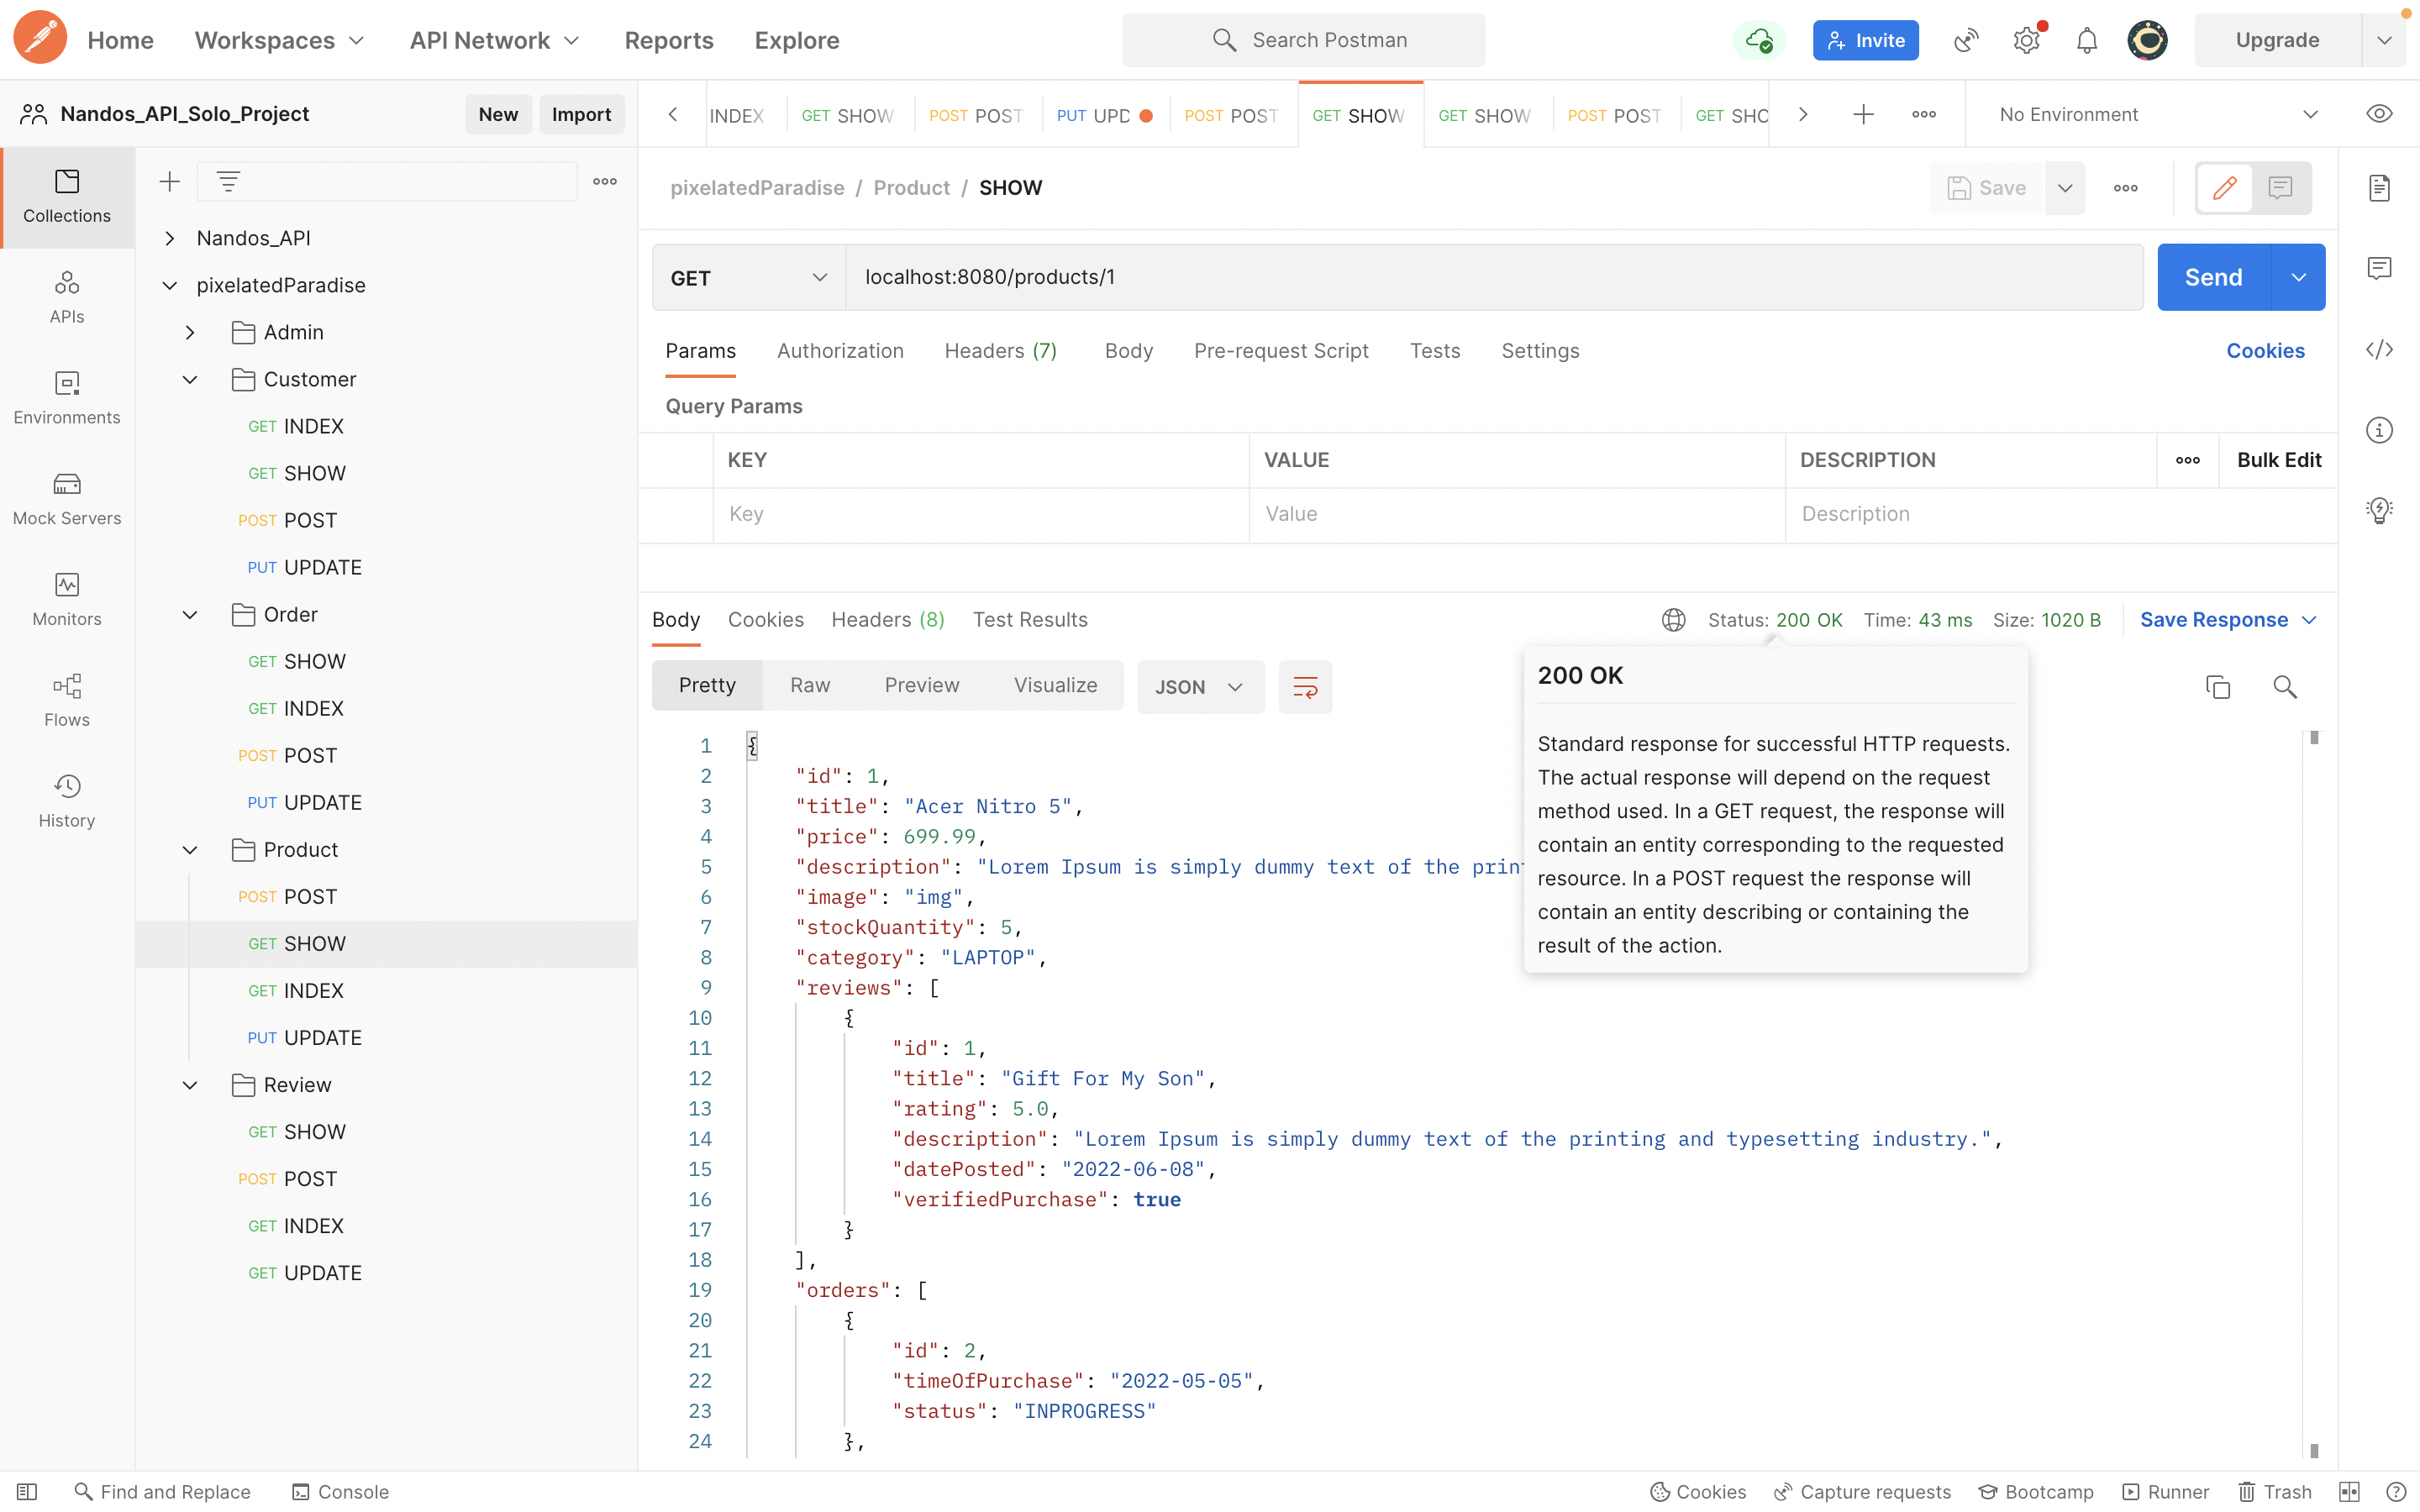 Home Workspaces API Network Reports Explore Search Postman Invite Upgrade
Nandos_API_Solo_Project New Import
INDEX GET SHOW POST POST PUT UPD POST POST GET SHOW GET SHOW POST POST GET SHO No Environment
Collections
APIs
Environments
Mock Servers
Monitors
Flows
History
Nandos_API
pixelatedParadise
Admin
Customer
GET INDEX
GET SHOW
POST POST
PUT UPDATE
Order
GET SHOW
GET INDEX
POST POST
PUT UPDATE
Product
POST POST
GET SHOW
GET INDEX
PUT UPDATE
Review
GET SHOW
POST POST
GET INDEX
GET UPDATE
pixelatedParadise / Product / SHOW Save
GET localhost:8080/products/1 Send
Params Authorization Headers (7) Body Pre-request Script Tests Settings Cookies
Query Params
KEY VALUE DESCRIPTION Bulk Edit
Key Value Description
Body Cookies Headers (8) Test Results Status: 200 OK Time: 43 ms Size: 1020 B Save Response
Pretty Raw Preview Visualize JSON
200 OK
Standard response for successful HTTP requests.
The actual response will depend on the request
method used. In a GET request, the response will
contain an entity corresponding to the requested
resource. In a POST request the response will
contain an entity describing or containing the
result of the action.
1 {
2 "id": 1,
3 "title": "Acer Nitro 5",
4 "price": 699.99,
5 "description": "Lorem Ipsum is simply dummy text of the
6 "image": "img",
7 "stockQuantity": 5,
8 "category": "LAPTOP",
9 "reviews": [
10 {
11 "id": 1,
12 "title": "Gift For My Son",
13 "rating": 5.0,
14 "description": "Lorem Ipsum is simply dummy text of the printing and typesetting industry.",
15 "datePosted": "2022-06-08",
16 "verifiedPurchase": true
17 }
18 ],
19 "orders": [
20 {
21 "id": 2,
22 "timeOfPurchase": "2022-05-05",
23 "status": "INPROGRESS"
24 },
Find and Replace Console Cookies Capture requests Bootcamp Runner Trash